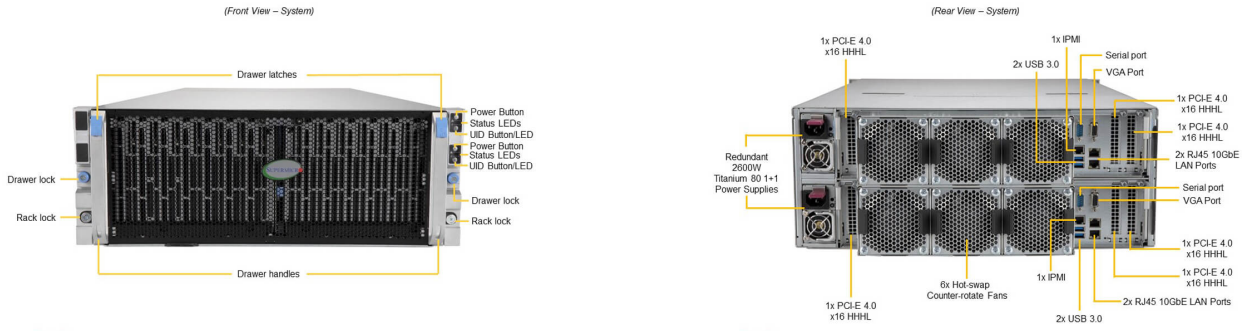 (Front View – System)
Drawer latches
Power Button
Status LEDs
UID Button/LED
Power Button
Status LEDs
UID Button/LED
Drawer lock
Drawer lock
Rack lock
Rack lock
Drawer handles
(Rear View – System)
1x PCI-E 4.0
x16 HHHL
1x IPMI
2x USB 3.0
Serial port
VGA Port
1x PCI-E 4.0
x16 HHHL
1x PCI-E 4.0
x16 HHHL
2x RJ45 10GbE
LAN Ports
Redundant
2600W
Titanium 80 1+1
Power Supplies
Serial port
VGA Port
1x PCI-E 4.0
x16 HHHL
1x PCI-E 4.0
x16 HHHL
2x RJ45 10GbE LAN Ports
1x IPMI
2x USB 3.0
6x Hot-swap
Counter-rotate Fans
1x PCI-E 4.0
x16 HHHL